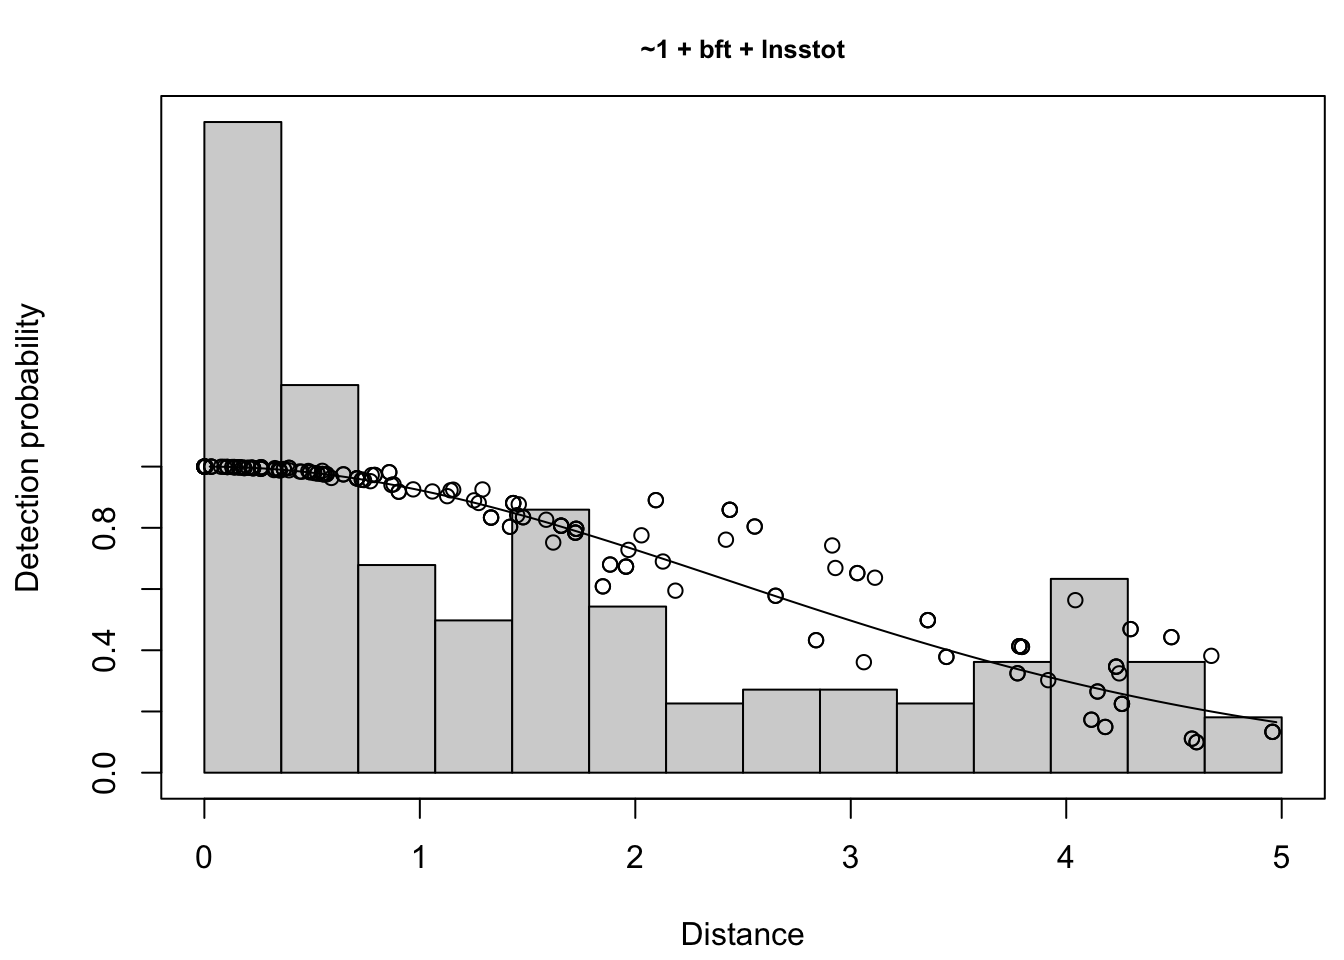 ~1 + bft + lnsstot
Detection probability
0.8
0.4
0.0
0 1 2 3 4 5
Distance